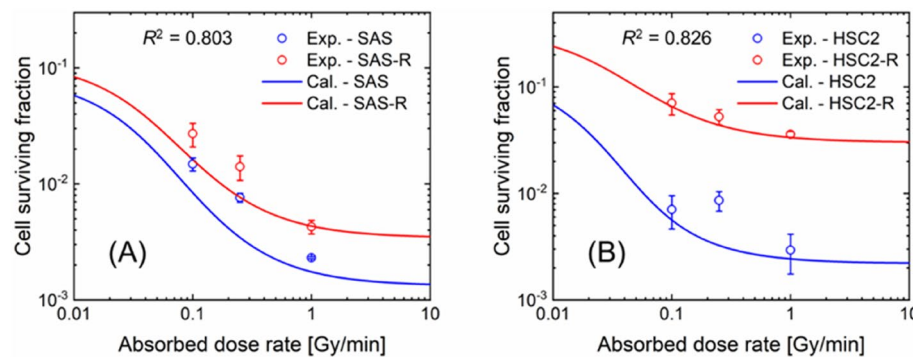 R² = 0.803
Exp. - SAS
Exp. - SAS-R
Cal. - SAS
Cal. - SAS-R
Cell surviving fraction
10⁻¹
10⁻²
10⁻³
(A)
0.01
0.1
1
10
Absorbed dose rate [Gy/min]
R² = 0.826
Exp. - HSC2
Exp. - HSC2-R
Cal. - HSC2
Cal. - HSC2-R
Cell surviving fraction
10⁻¹
10⁻²
10⁻³
(B)
0.01
0.1
1
10
Absorbed dose rate [Gy/min]